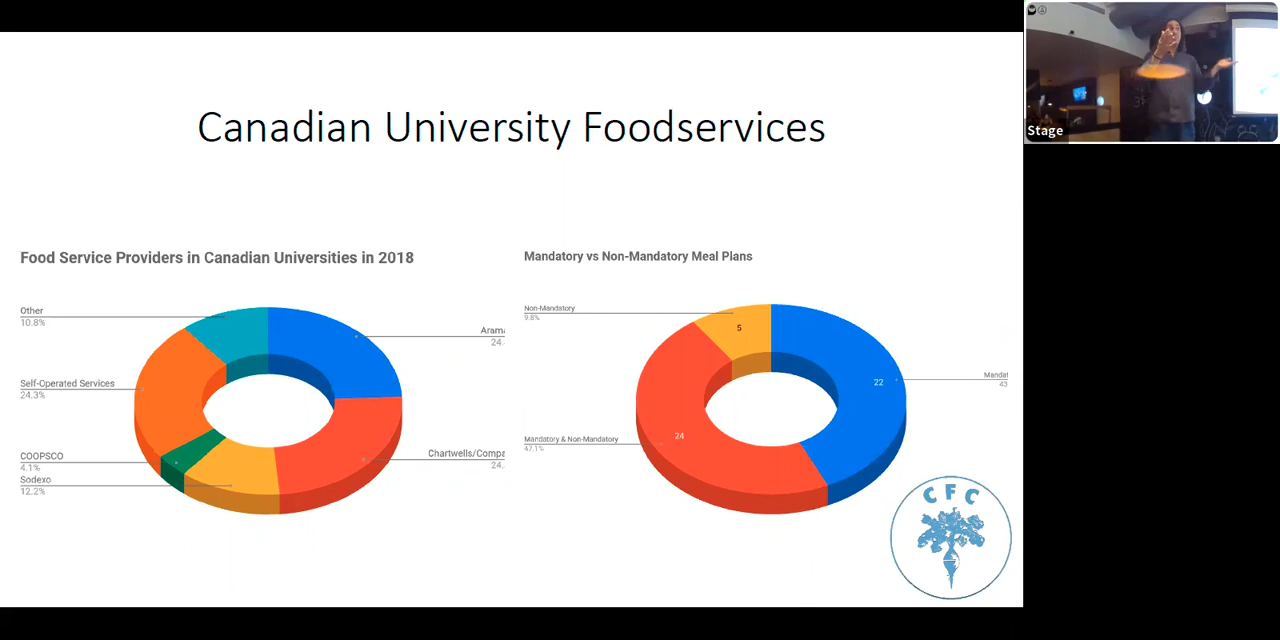 Canadian University Foodservices
Food Service Providers in Canadian Universities in 2018
Other
10.8%
Aram
24.
Self-Operated Services
24.3%
Chartwells/Compa
24.
COOPSCO
4.1%
Sodexo
12.2%
Mandatory vs Non-Mandatory Meal Plans
Non-Mandatory
9.8%
5
22
Mandat
43
24
Mandatory & Non-Mandatory
47.1%
CFC
Stage